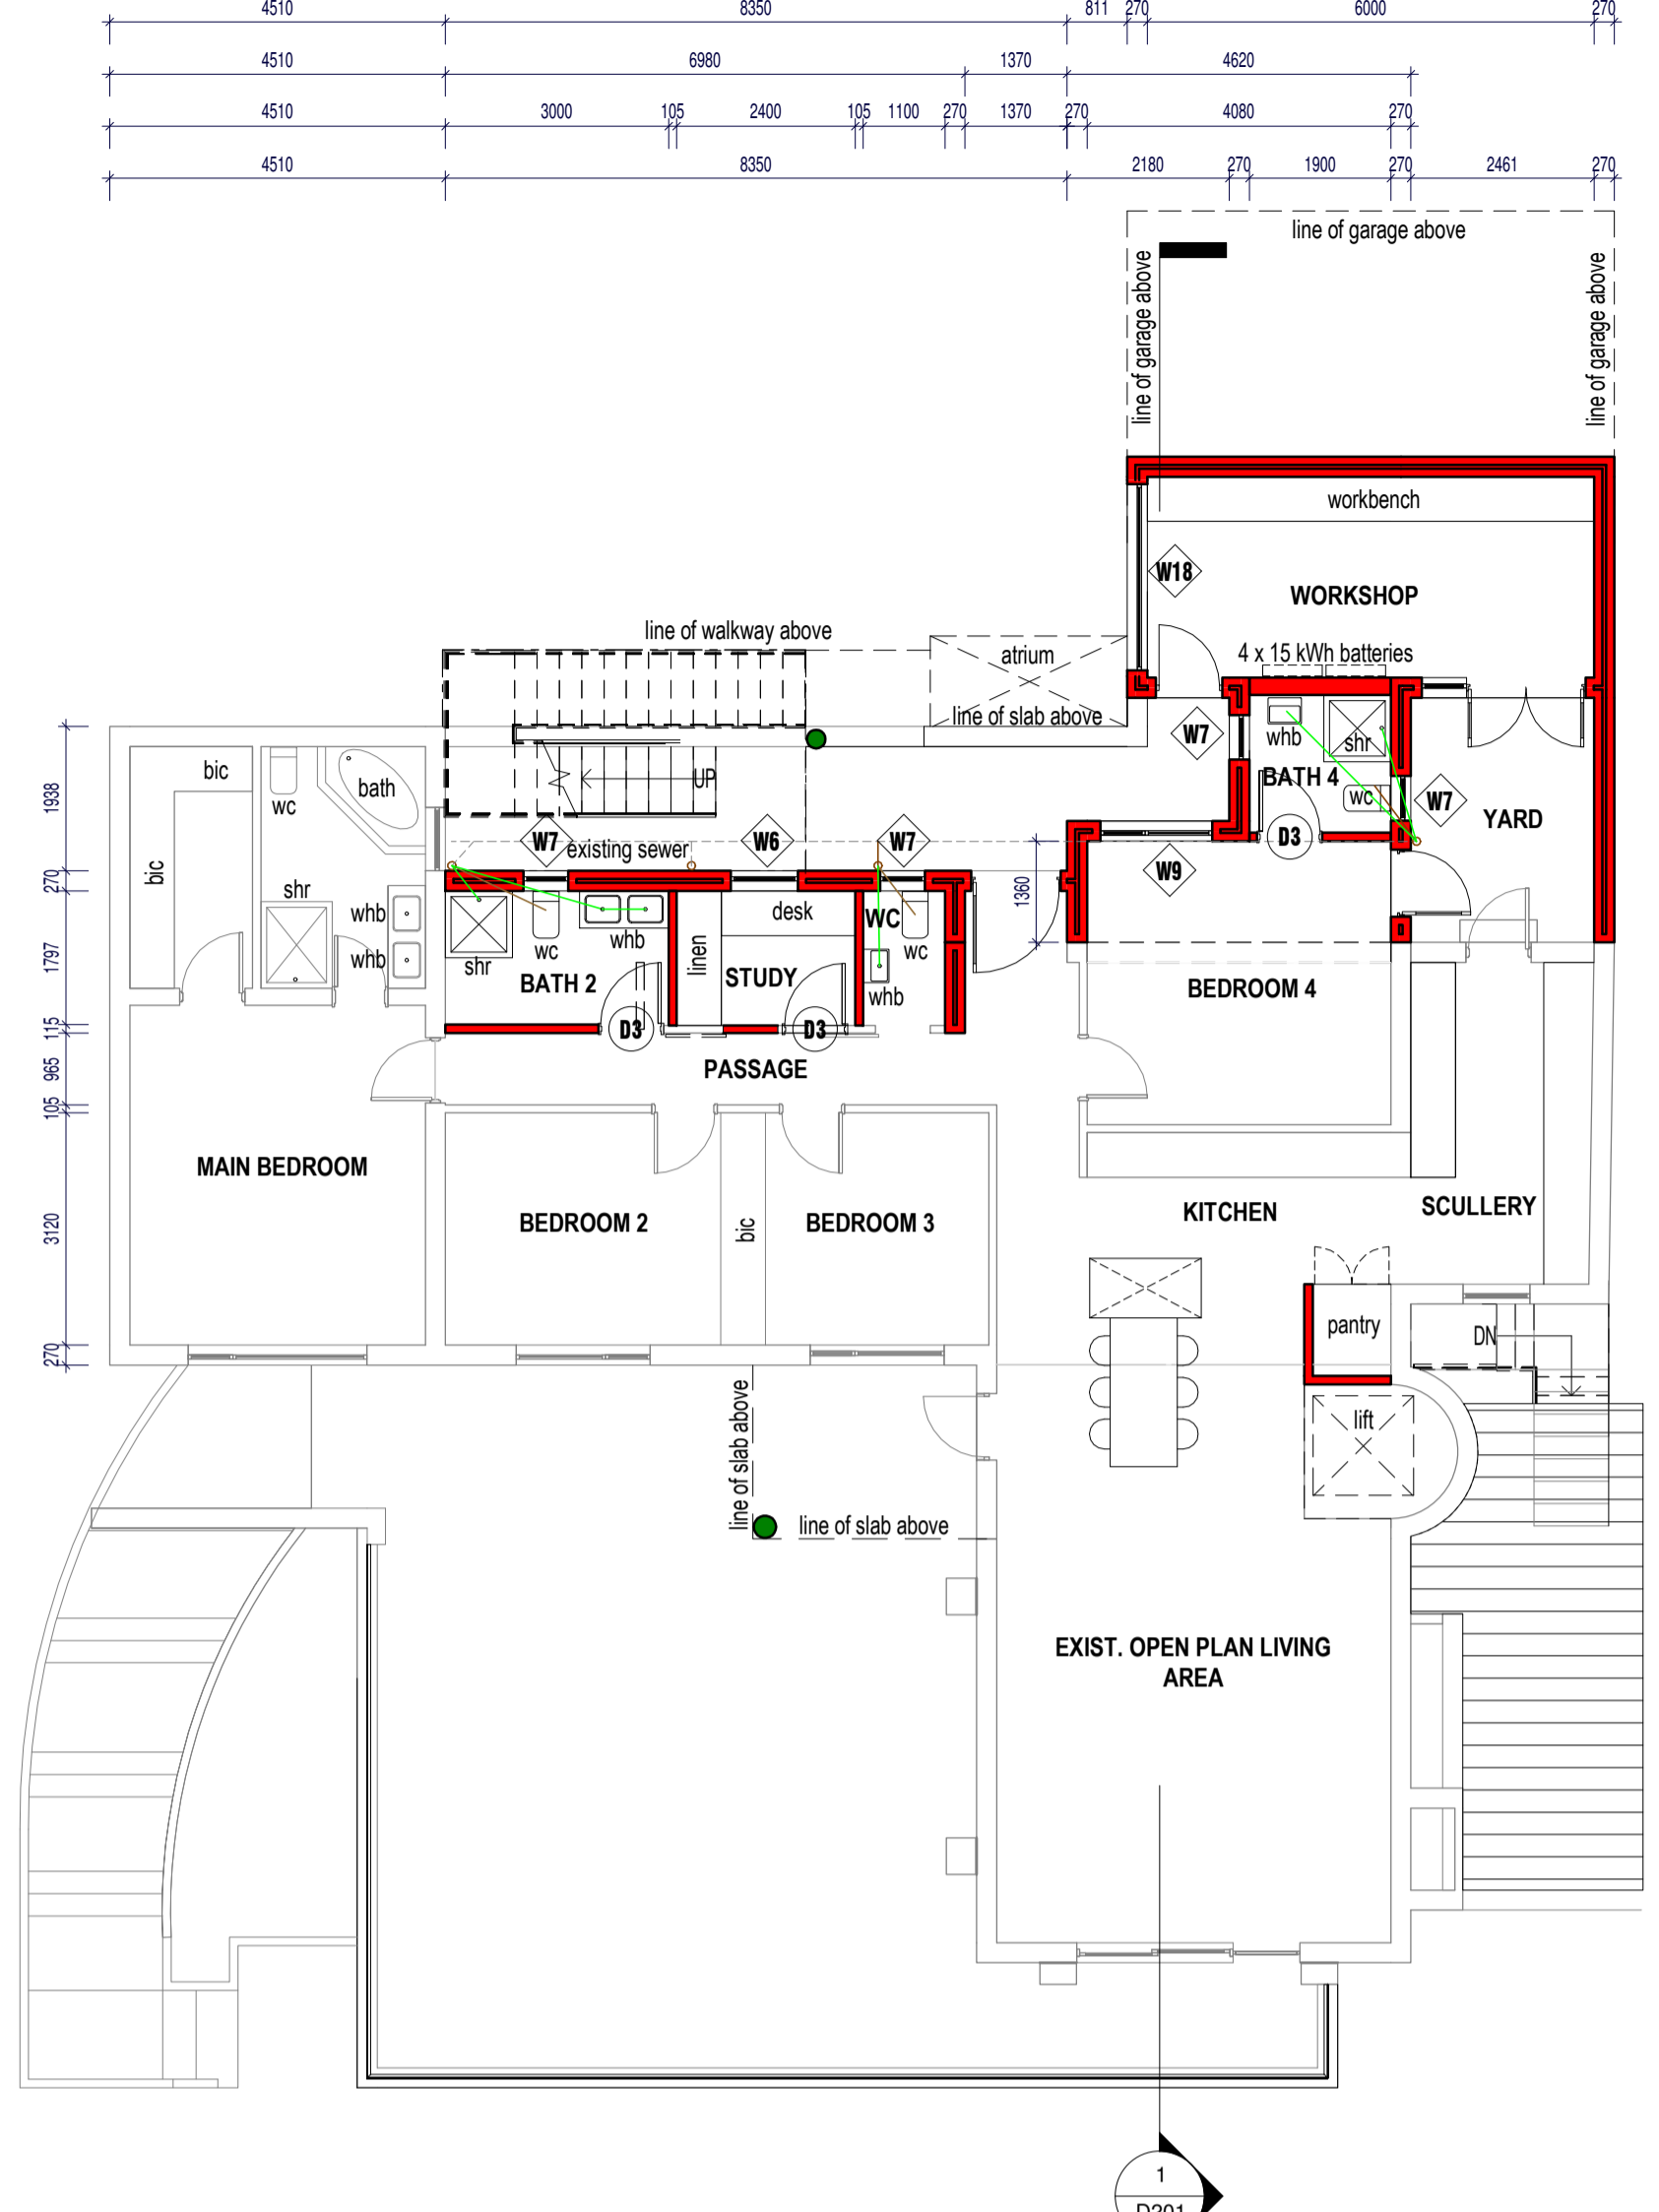 4510 8350 811 270 6000 270
4510 6980 1370 4620
4510 3000 105 2400 105 1100 270 1370 270 4080 270
4510 8350 2180 270 1900 270 2461 270
line of garage above
line of garage above
line of garage above
workbench
W18
WORKSHOP
line of walkway above
4 x 15 kWh batteries
atrium
line of slab above
W7
whb
shr
BATH 4
bic
wc
bath
UP
wc
W7
YARD
1938
W7
existing sewer
W6
W7
D3
bic
W9
270
1360
shr
whb
whb
desk
WC
wc
whb
linen
wc
shr
BATH 2
STUDY
whb
BEDROOM 4
1797
115
D3
D3
PASSAGE
965
105
MAIN BEDROOM
BEDROOM 2
bic
BEDROOM 3
KITCHEN
SCULLERY
3120
pantry
DN
270
lift
line of slab above
line of slab above
EXIST. OPEN PLAN LIVING
AREA
1
D201